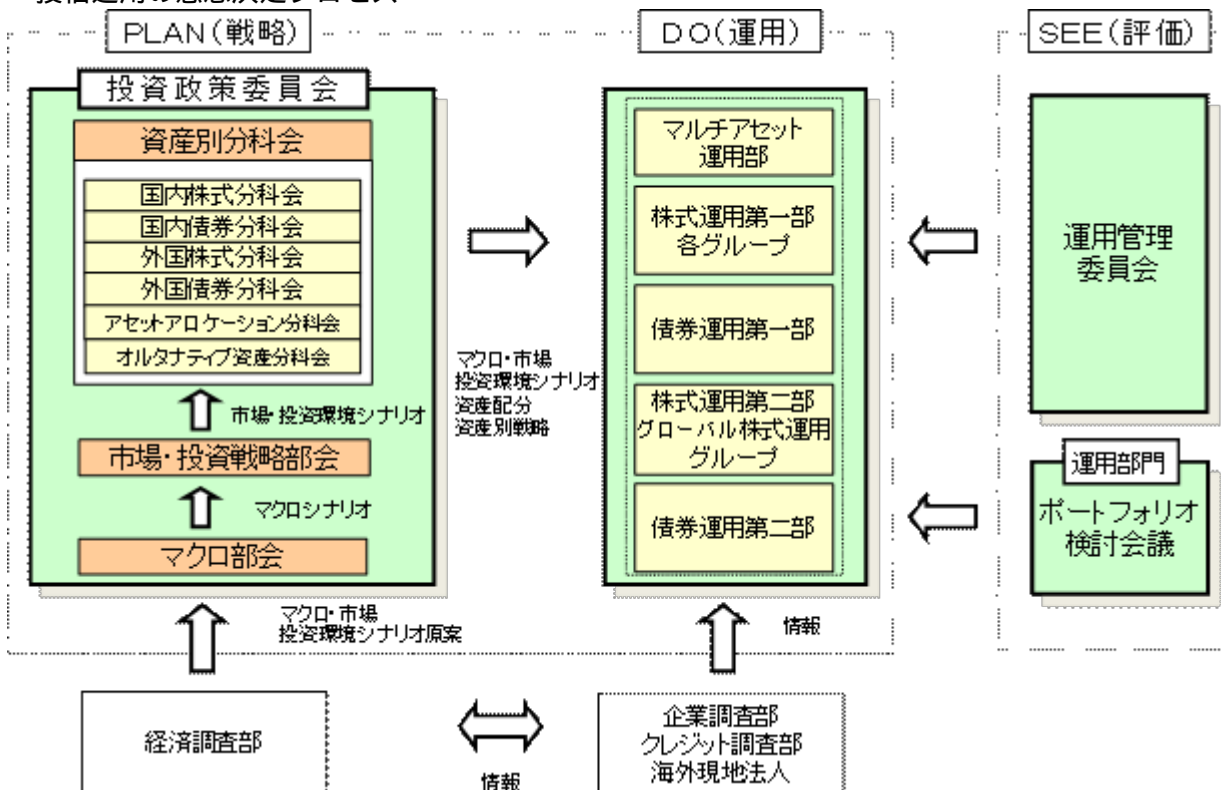 PLAN(戦略)
DO(運用)
SEE(評価)
投資政策委員会
資産別分科会
国内株式分科会
国内債券分科会
外国株式分科会
外国債券分科会
アセットアロケーション分科会
オルタナティブ資産分科会
市場・投資環境シナリオ
市場・投資戦略部会
マクロシナリオ
マクロ部会
マクロ・市場
投資環境シナリオ
資産配分
資産別戦略
マルチアセット
運用部
株式運用第一部
各グループ
債券運用第一部
株式運用第二部
グローバル株式運用
グループ
債券運用第二部
運用管理
委員会
運用部門
ポートフォリオ
検討会議
マクロ・市場
投資環境シナリオ原案
情報
経済調査部
情報
企業調査部
クレジット調査部
海外現地法人